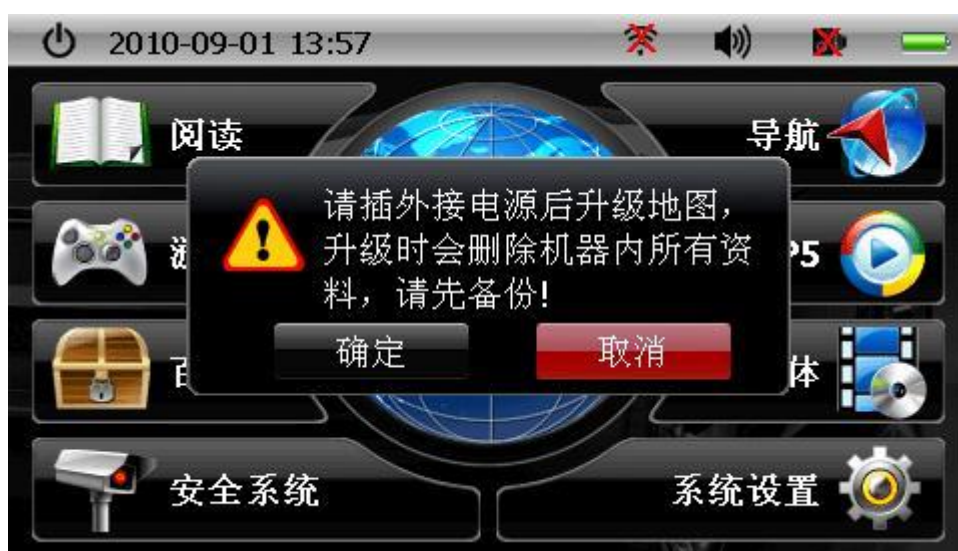 2010-09-01 13:57
阅读
导航
请插外接电源后升级地图，
升级时会删除机器内所有资
料，请先备份!
确定
取消
P5
体
安全系统
系统设置